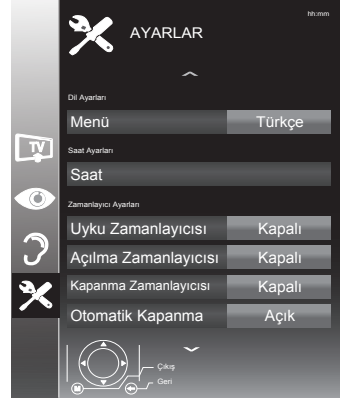 hh:mm
AYARLAR
Dil Ayarları
Menü Türkçe
Saat Ayarları
Saat
TV
Zamanlayıcı Ayarları
Uyku Zamanlayıcısı Kapalı
Açılma Zamanlayıcısı Kapalı
Kapanma Zamanlayıcısı Kapalı
Otomatik Kapanma Açık
Çıkış
M Geri